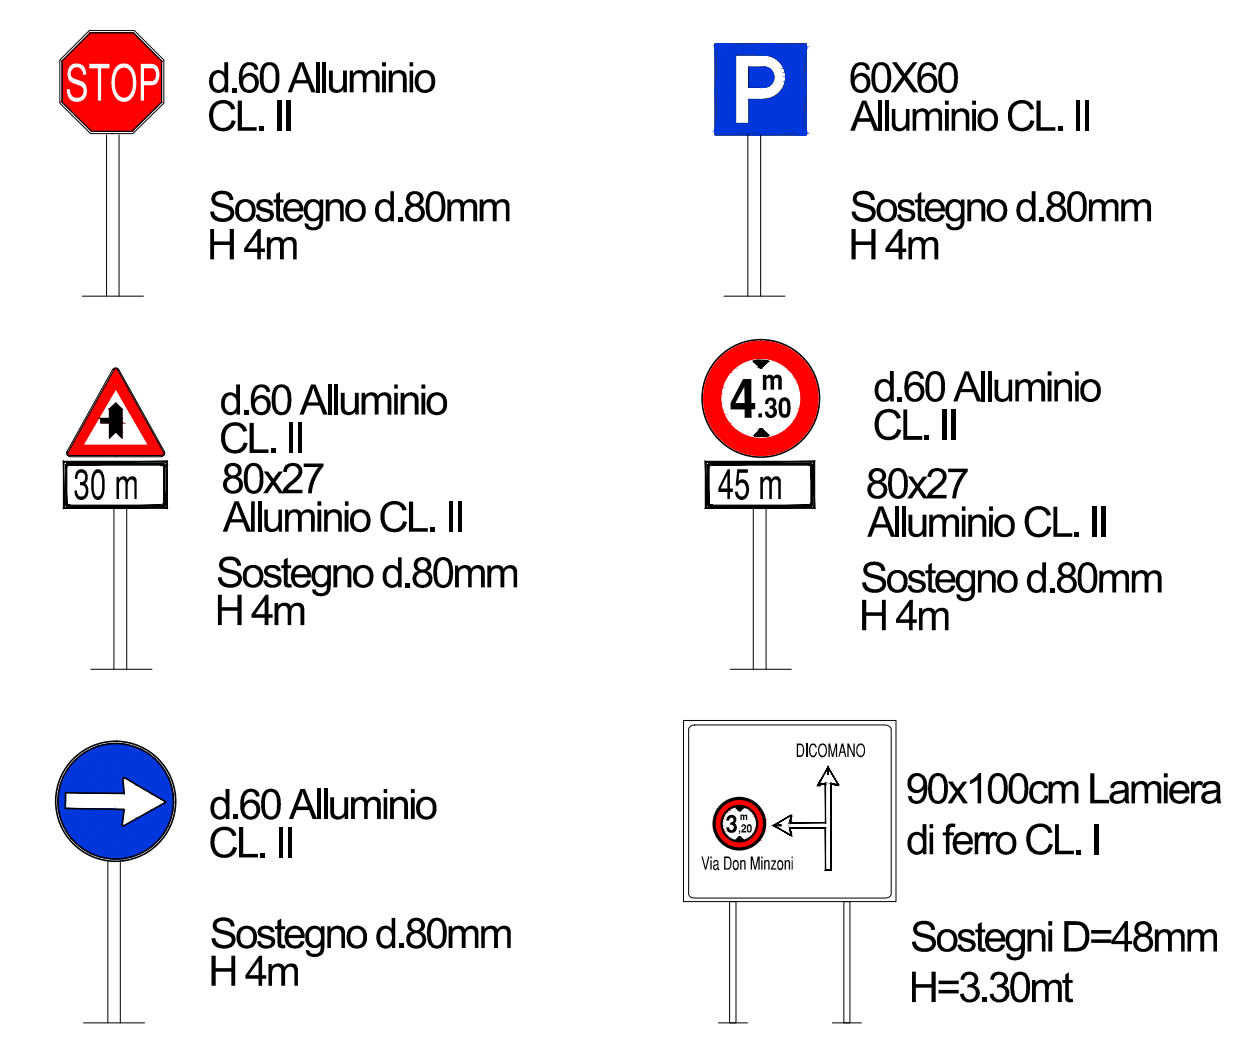 STOP
d.60 Alluminio
CL. II
Sostegno d.80mm
H 4m
P
60X60
Alluminio CL. II
Sostegno d.80mm
H 4m
30 m
d.60 Alluminio
CL. II
80x27
Alluminio CL. II
Sostegno d.80mm
H 4m
4.30 m
45 m
d.60 Alluminio
CL. II
80x27
Alluminio CL. II
Sostegno d.80mm
H 4m
d.60 Alluminio
CL. II
Sostegno d.80mm
H 4m
DICOMANO
3,20 m
Via Don Minzoni
90x100cm Lamiera
di ferro CL. I
Sostegni D=48mm
H=3.30mt